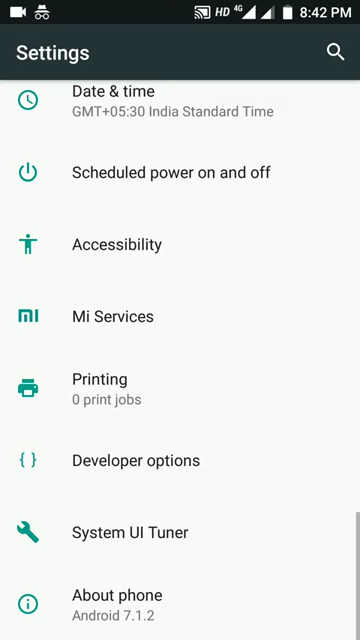 HD 4G 8:42 PM
Settings
Date & time
GMT+05:30 India Standard Time
Scheduled power on and off
Accessibility
mi Mi Services
Printing
0 print jobs
{ } Developer options
System UI Tuner
About phone
Android 7.1.2